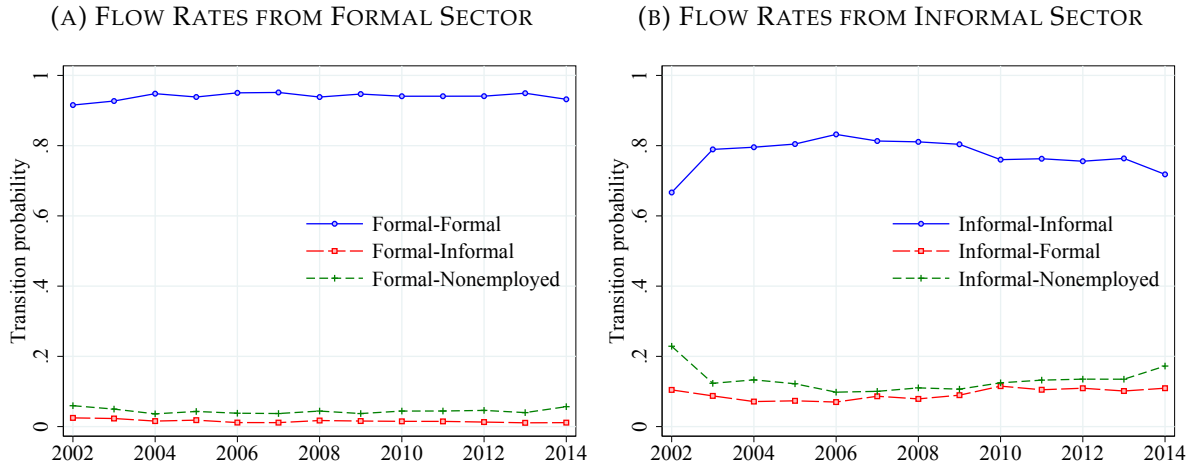 (A) FLOW RATES FROM FORMAL SECTOR
Transition probability
1
.8
.6
.4
.2
0
Formal-Formal
Formal-Informal
Formal-Nonemployed
2002 2004 2006 2008 2010 2012 2014
(B) FLOW RATES FROM INFORMAL SECTOR
Transition probability
1
.8
.6
.4
.2
0
Informal-Informal
Informal-Formal
Informal-Nonemployed
2002 2004 2006 2008 2010 2012 2014